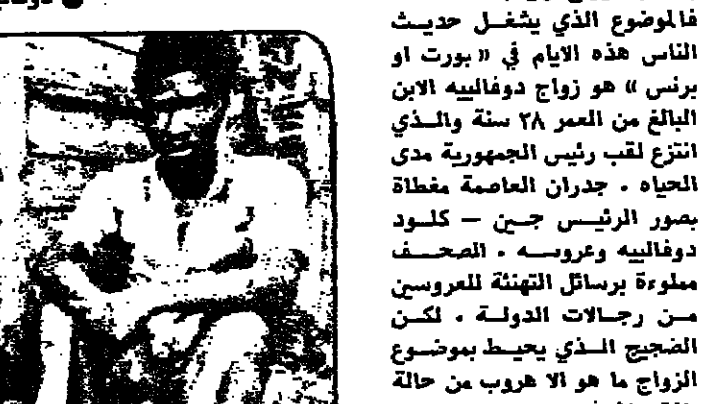 فالموضوع الذي يشغل حديث
الناس هذه الايام في « بورت او
برنس » هو زواج دوفالييه الابن
البالغ من العمر ٢٨ سنة والذي
انتزع لقب رئيس الجمهورية مدى
الحياه . جدران العاصمة مغطاة
بصور الرئيس جين – كلود
دوفالييه وعروسه . الصحف
مملوءة برسائل التهنئة للعروسين
من رجالات الدولة . لكن
الضجيج الذي يحيط بموضوع
الزواج ما هو الا هروب من حالة